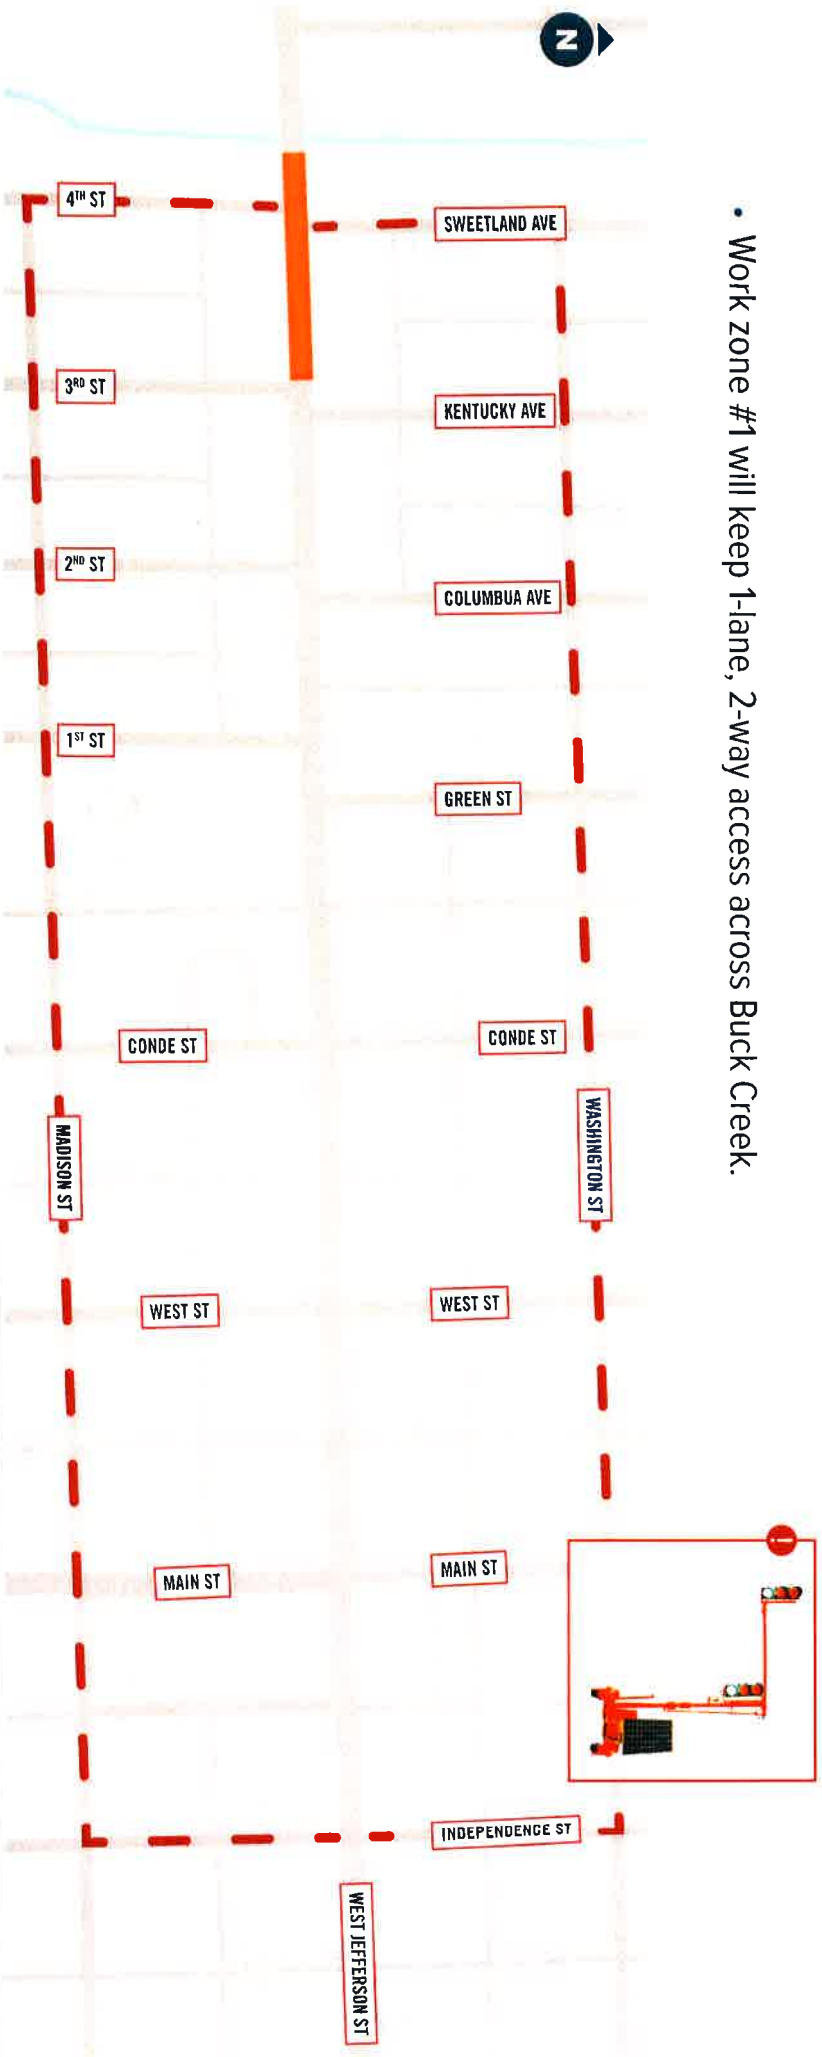 N
• Work zone #1 will keep 1-lane, 2-way access across Buck Creek.
4TH ST
SWEETLAND AVE
3RD ST
KENTUCKY AVE
2ND ST
COLUMBUA AVE
1ST ST
GREEN ST
CONDE ST
CONDE ST
MADISON ST
WASHINGTON ST
WEST ST
WEST ST
MAIN ST
MAIN ST
!
INDEPENDENCE ST
WEST JEFFERSON ST